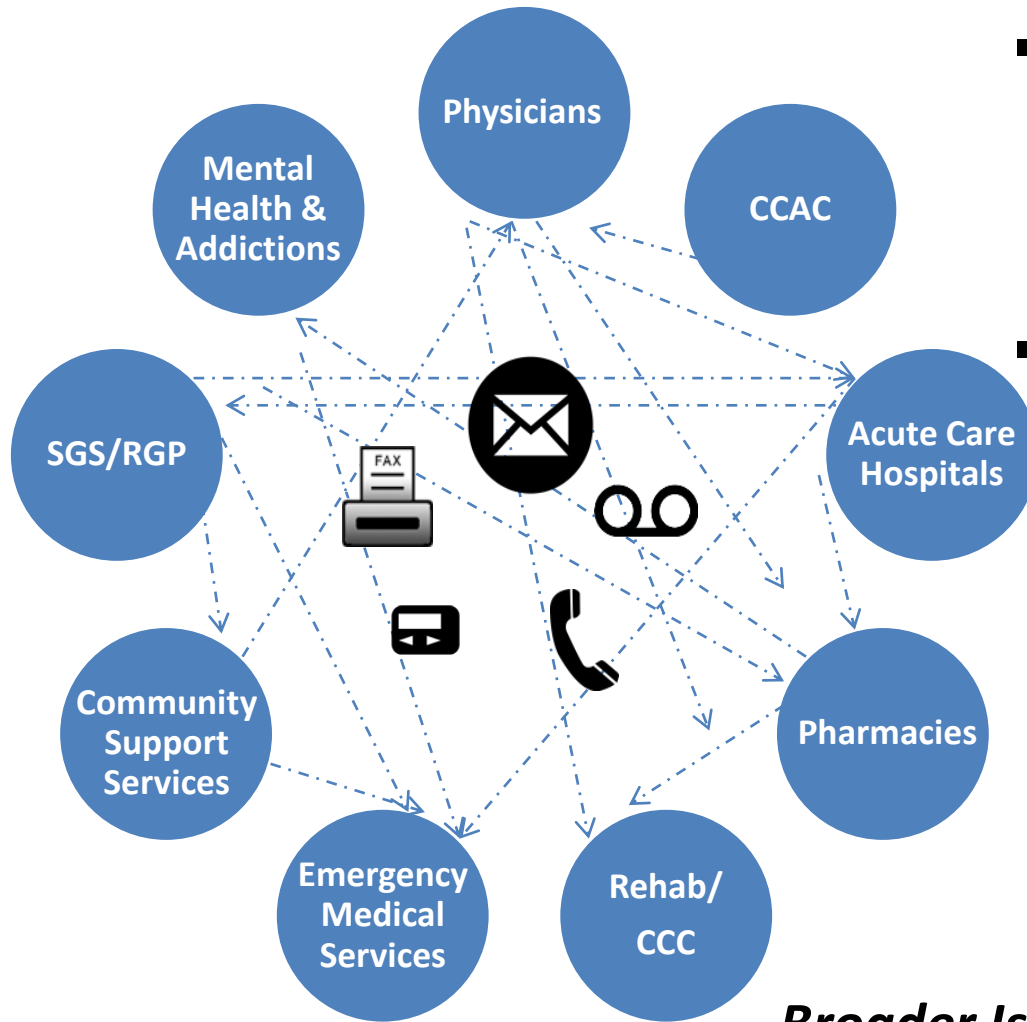 Physicians
Mental
Health &
Addictions
CCAC
SGS/RGP
FAX
Acute Care
Hospitals
Community
Support
Services
Pharmacies
Emergency
Medical
Services
Rehab/
CCC